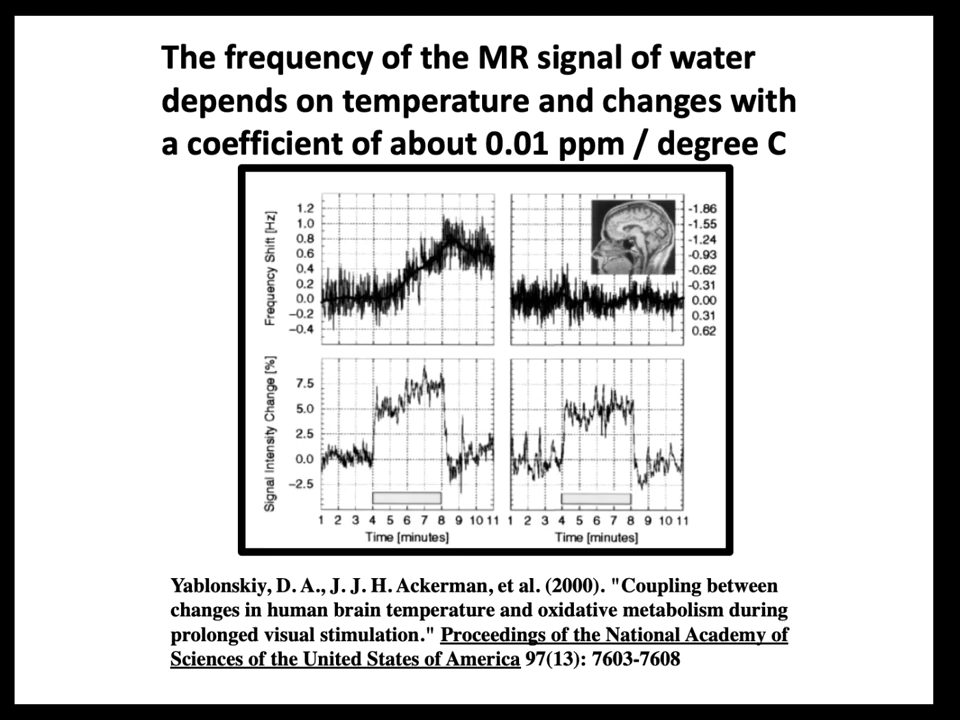 The frequency of the MR signal of water
depends on temperature and changes with
a coefficient of about 0.01 ppm / degree C
Frequency Shift [Hz]
1.2
1.0
0.8
0.6
0.4
0.2
0.0
−0.2
−0.4
-1.86
-1.55
-1.24
-0.93
-0.62
-0.31
0.00
0.31
0.62
Signal Intensity Change [%]
7.5
5.0
2.5
0.0
−2.5
1 2 3 4 5 6 7 8 9 10 11 1 2 3 4 5 6 7 8 9 10 11
Time [minutes] Time [minutes]
Yablonskiy, D. A., J. J. H. Ackerman, et al. (2000). "Coupling between
changes in human brain temperature and oxidative metabolism during
prolonged visual stimulation." Proceedings of the National Academy of
Sciences of the United States of America 97(13): 7603-7608